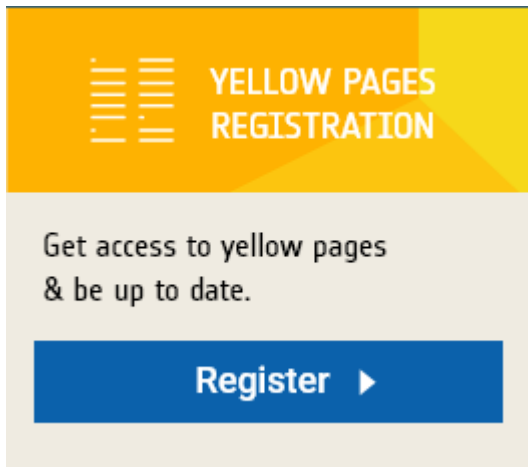 YELLOW PAGES
REGISTRATION
Get access to yellow pages
& be up to date.
Register